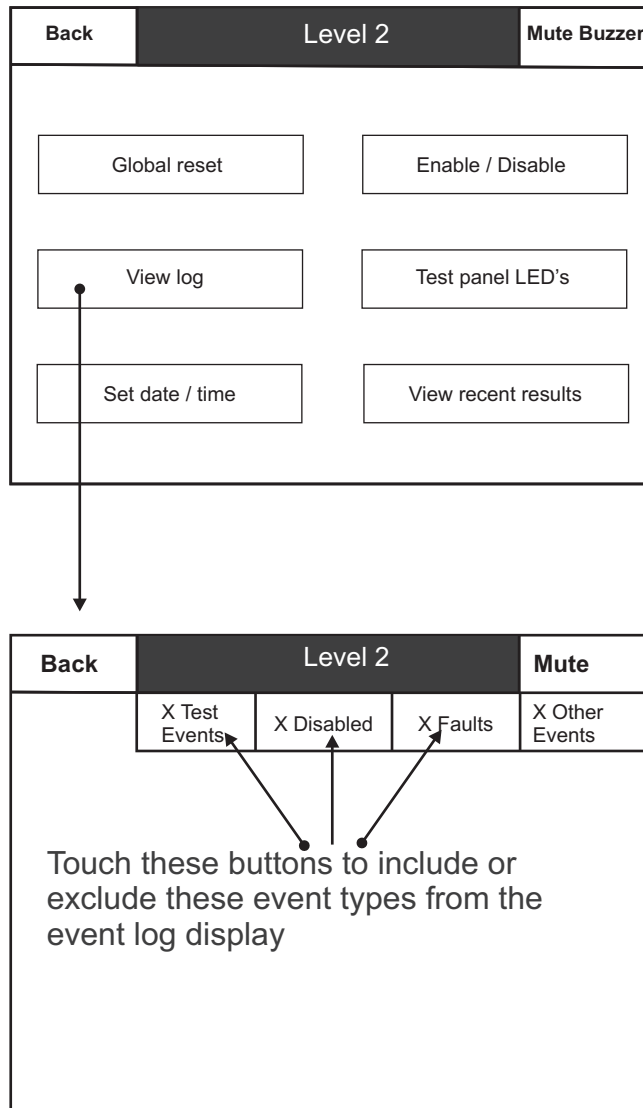 Back
Level 2
Mute Buzzer
Global reset
Enable / Disable
View log
Test panel LED's
Set date / time
View recent results
Back
Level 2
Mute
X Test
Events
X Disabled
X Faults
X Other
Events
Touch these buttons to include or
exclude these event types from the
event log display